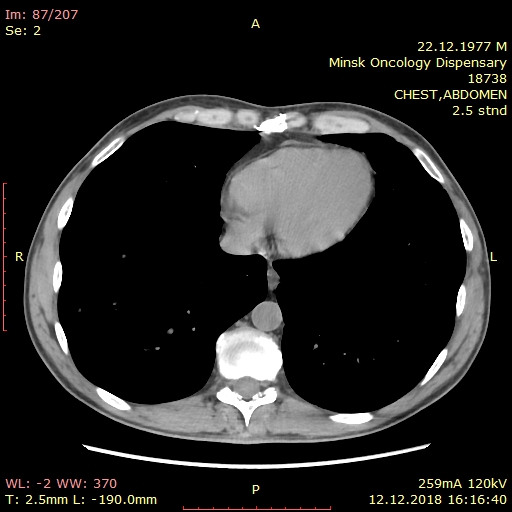 Im: 87/207
Se: 2
A
22.12.1977 M
Minsk Oncology Dispensary
18738
CHEST,ABDOMEN
2.5 stnd
R
L
WL: -2 WW: 370
T: 2.5mm L: -190.0mm
P
259mA 120kV
12.12.2018 16:16:40